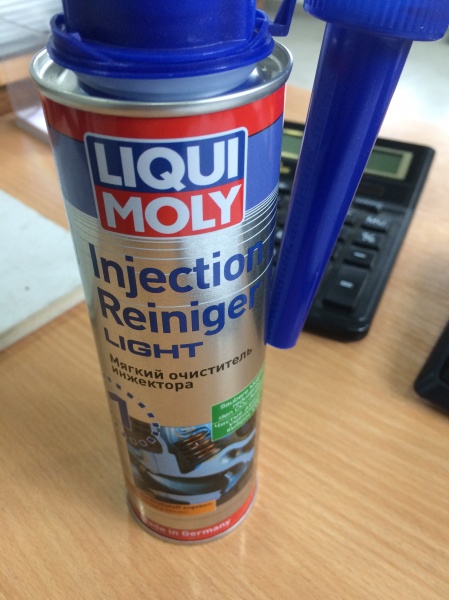 LIQUI
MOLY
Injection
Reiniger
LIGHT
Мягкий очиститель
инжектора
Made in Germany